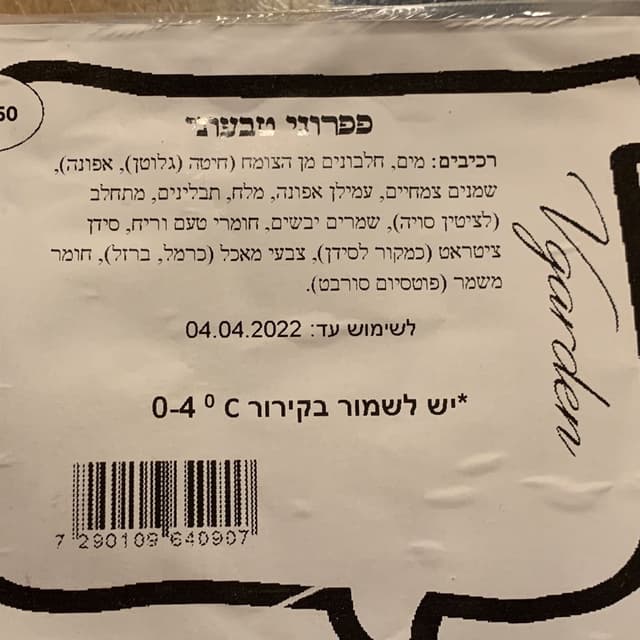 50
פפרוני טבעוני
רכיבים: מים, חלבונים מן הצומח (חיטה (גלוטן), אפונה),
שמנים צמחיים, עמילן אפונה, מלח, תבלינים, מתחלב
(לציטין סויה), שמרים יבשים, חומרי טעם וריח, סידן
ציטראט (כמקור לסידן), צבעי מאכל (כרמל, ברזל), חומר
משמר (פוטסיום סורבט).
לשימוש עד: 04.04.2022
*יש לשמור בקירור 0-4 ⁰ C
7 290109 640907
Vgarden